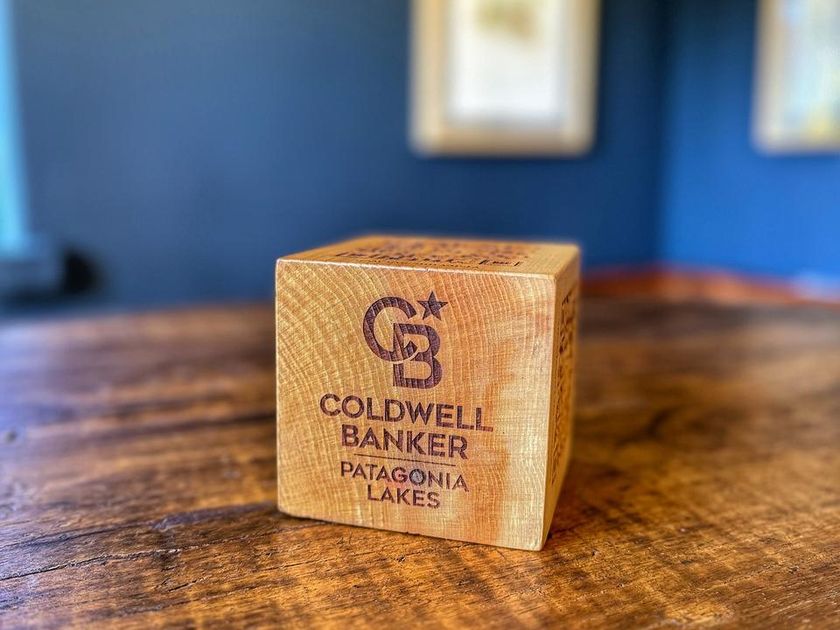 CB
COLDWELL
BANKER
PATAGONIA
LAKES